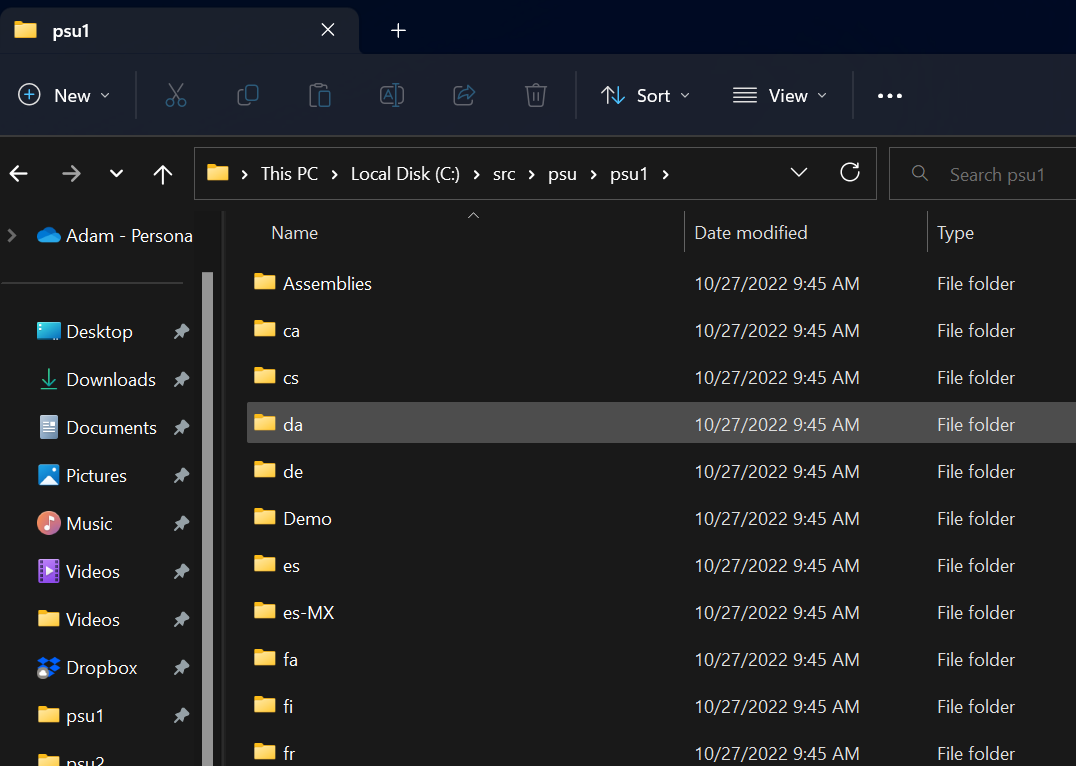 psu1
New
Sort
View
This PC > Local Disk (C:) > src > psu > psu1 >
Search psu1
Adam - Persona
Desktop
Downloads
Documents
Pictures
Music
Videos
Videos
Dropbox
psu1
psu2
Name Date modified Type
Assemblies 10/27/2022 9:45 AM File folder
ca 10/27/2022 9:45 AM File folder
cs 10/27/2022 9:45 AM File folder
da 10/27/2022 9:45 AM File folder
de 10/27/2022 9:45 AM File folder
Demo 10/27/2022 9:45 AM File folder
es 10/27/2022 9:45 AM File folder
es-MX 10/27/2022 9:45 AM File folder
fa 10/27/2022 9:45 AM File folder
fi 10/27/2022 9:45 AM File folder
fr 10/27/2022 9:45 AM File folder